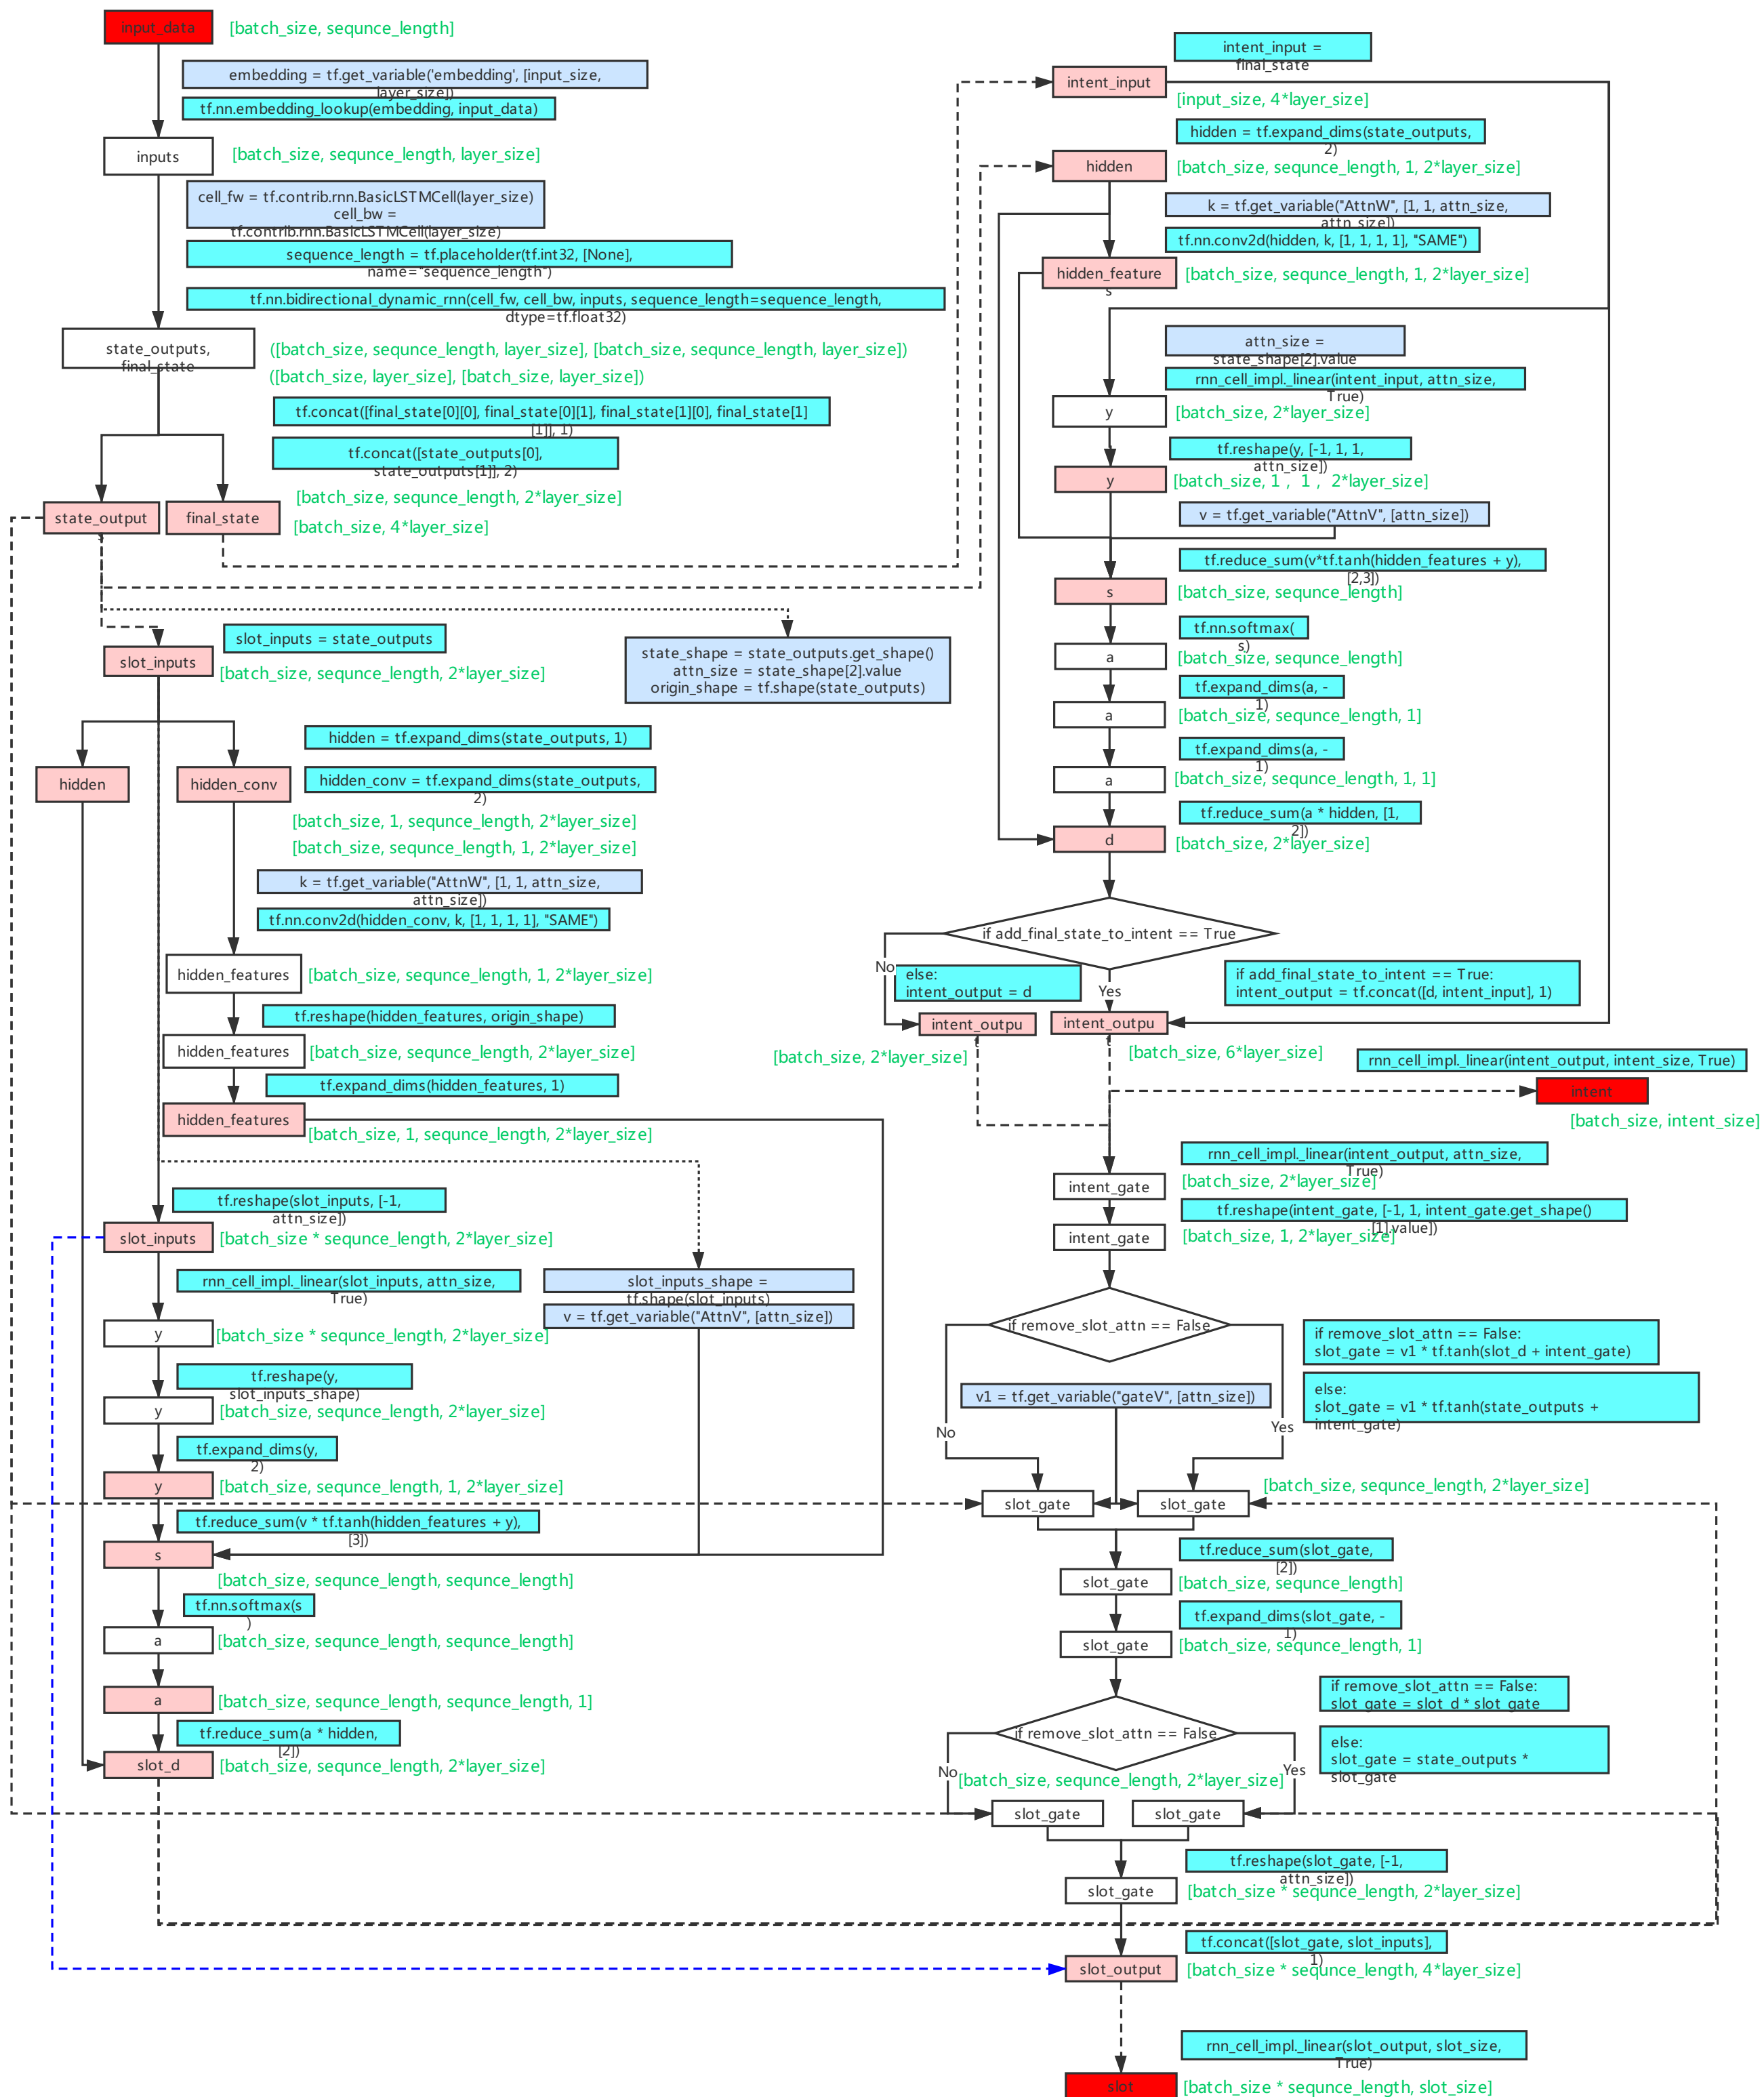 input_data
[batch_size, sequnce_length]
embedding = tf.get_variable('embedding', [input_size,
layer_size])
tf.nn.embedding_lookup(embedding, input_data)
inputs
[batch_size, sequnce_length, layer_size]
cell_fw = tf.contrib.rnn.BasicLSTMCell(layer_size)
cell_bw =
tf.contrib.rnn.BasicLSTMCell(layer_size)
sequence_length = tf.placeholder(tf.int32, [None],
name="sequence_length")
tf.nn.bidirectional_dynamic_rnn(cell_fw, cell_bw, inputs, sequence_length=sequence_length,
dtype=tf.float32)
state_outputs,
final_state
([batch_size, sequnce_length, layer_size], [batch_size, sequnce_length, layer_size])
([batch_size, layer_size], [batch_size, layer_size])
tf.concat([final_state[0][0], final_state[0][1], final_state[1][0], final_state[1]
[1]], 1)
tf.concat([state_outputs[0],
state_outputs[1]], 2)
[batch_size, sequnce_length, 2*layer_size]
state_output
s
final_state
[batch_size, 4*layer_size]
slot_inputs = state_outputs
slot_inputs
[batch_size, sequnce_length, 2*layer_size]
state_shape = state_outputs.get_shape()
attn_size = state_shape[2].value
origin_shape = tf.shape(state_outputs)
hidden = tf.expand_dims(state_outputs, 1)
hidden
hidden_conv
hidden_conv = tf.expand_dims(state_outputs,
2)
[batch_size, 1, sequnce_length, 2*layer_size]
[batch_size, sequnce_length, 1, 2*layer_size]
k = tf.get_variable("AttnW", [1, 1, attn_size,
attn_size])
tf.nn.conv2d(hidden_conv, k, [1, 1, 1, 1], "SAME")
hidden_features
[batch_size, sequnce_length, 1, 2*layer_size]
tf.reshape(hidden_features, origin_shape)
hidden_features
[batch_size, sequnce_length, 2*layer_size]
tf.expand_dims(hidden_features, 1)
hidden_features
[batch_size, 1, sequnce_length, 2*layer_size]
tf.reshape(slot_inputs, [-1,
attn_size])
slot_inputs
[batch_size * sequnce_length, 2*layer_size]
rnn_cell_impl._linear(slot_inputs, attn_size,
True)
slot_inputs_shape =
tf.shape(slot_inputs)
v = tf.get_variable("AttnV", [attn_size])
y
[batch_size * sequnce_length, 2*layer_size]
tf.reshape(y,
slot_inputs_shape)
y
[batch_size, sequnce_length, 2*layer_size]
tf.expand_dims(y,
2)
y
[batch_size, sequnce_length, 1, 2*layer_size]
tf.reduce_sum(v * tf.tanh(hidden_features + y),
[3])
s
[batch_size, sequnce_length, sequnce_length]
tf.nn.softmax(s
)
a
[batch_size, sequnce_length, sequnce_length]
a
[batch_size, sequnce_length, sequnce_length, 1]
tf.reduce_sum(a * hidden,
[2])
slot_d
[batch_size, sequnce_length, 2*layer_size]
intent_input =
final_state
intent_input
[input_size, 4*layer_size]
hidden = tf.expand_dims(state_outputs,
2)
hidden
[batch_size, sequnce_length, 1, 2*layer_size]
k = tf.get_variable("AttnW", [1, 1, attn_size,
attn_size])
tf.nn.conv2d(hidden, k, [1, 1, 1, 1], "SAME")
hidden_feature
s
[batch_size, sequnce_length, 1, 2*layer_size]
attn_size =
state_shape[2].value
rnn_cell_impl._linear(intent_input, attn_size,
True)
y
[batch_size, 2*layer_size]
tf.reshape(y, [-1, 1, 1,
attn_size])
y
[batch_size, 1 , 1 , 2*layer_size]
v = tf.get_variable("AttnV", [attn_size])
tf.reduce_sum(v*tf.tanh(hidden_features + y),
[2,3])
s
[batch_size, sequnce_length]
tf.nn.softmax(
s)
a
[batch_size, sequnce_length]
tf.expand_dims(a, -
1)
a
[batch_size, sequnce_length, 1]
tf.expand_dims(a, -
1)
a
[batch_size, sequnce_length, 1, 1]
tf.reduce_sum(a * hidden, [1,
2])
d
[batch_size, 2*layer_size]
if add_final_state_to_intent == True
No
else:
intent_output = d
Yes
if add_final_state_to_intent == True:
intent_output = tf.concat([d, intent_input], 1)
intent_outpu
t
intent_outpu
t
[batch_size, 2*layer_size]
[batch_size, 6*layer_size]
rnn_cell_impl._linear(intent_output, intent_size, True)
intent
[batch_size, intent_size]
rnn_cell_impl._linear(intent_output, attn_size,
True)
intent_gate
[batch_size, 2*layer_size]
tf.reshape(intent_gate, [-1, 1, intent_gate.get_shape()
[1].value])
intent_gate
[batch_size, 1, 2*layer_size]
if remove_slot_attn == False
if remove_slot_attn == False:
slot_gate = v1 * tf.tanh(slot_d + intent_gate)
else:
slot_gate = v1 * tf.tanh(state_outputs +
intent_gate)
v1 = tf.get_variable("gateV", [attn_size])
No
Yes
[batch_size, sequnce_length, 2*layer_size]
slot_gate
slot_gate
tf.reduce_sum(slot_gate,
[2])
slot_gate
[batch_size, sequnce_length]
tf.expand_dims(slot_gate, -
1)
slot_gate
[batch_size, sequnce_length, 1]
if remove_slot_attn == False:
slot_gate = slot_d * slot_gate
if remove_slot_attn == False
else:
slot_gate = state_outputs *
slot_gate
No
Yes
[batch_size, sequnce_length, 2*layer_size]
slot_gate
slot_gate
tf.reshape(slot_gate, [-1,
attn_size])
slot_gate
[batch_size * sequnce_length, 2*layer_size]
tf.concat([slot_gate, slot_inputs],
1)
slot_output
[batch_size * sequnce_length, 4*layer_size]
rnn_cell_impl._linear(slot_output, slot_size,
True)
slot
[batch_size * sequnce_length, slot_size]